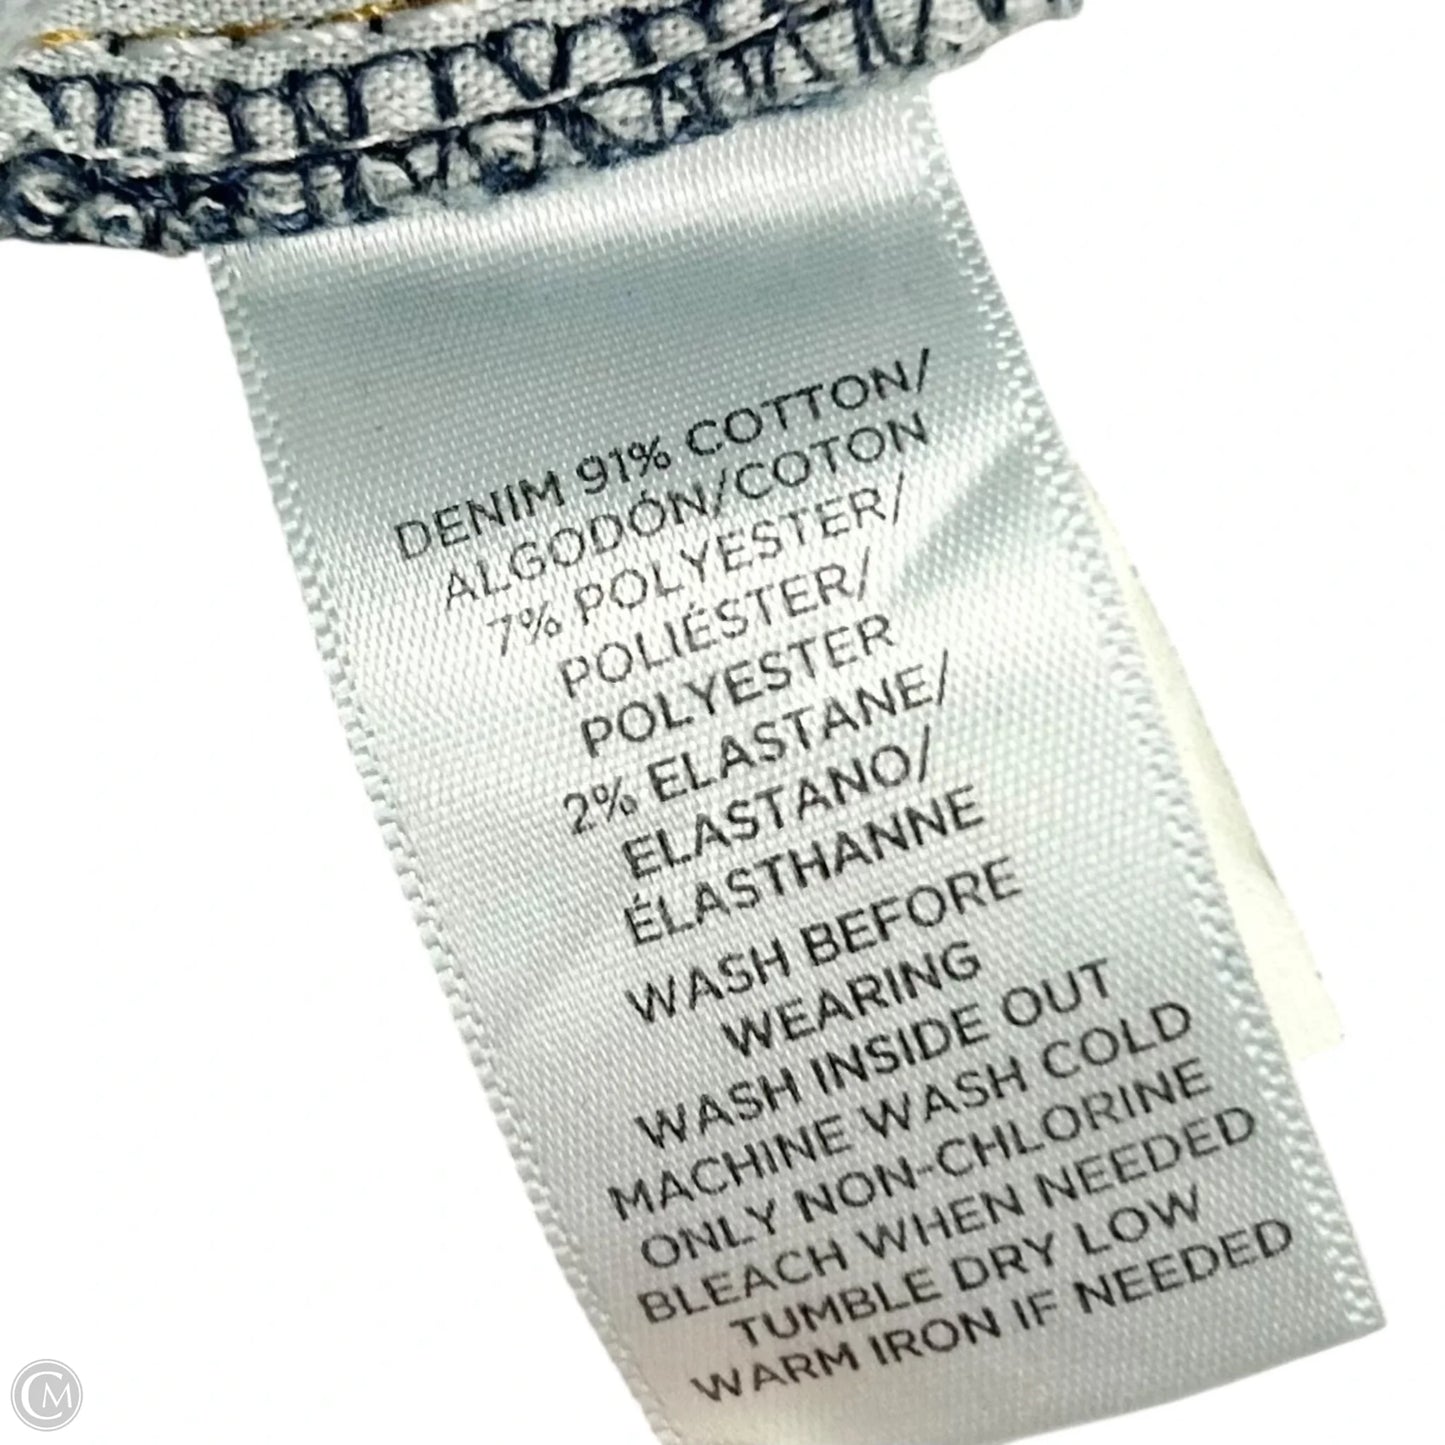 DENIM 91% COTTON/
ALGODÓN/COTON
7% POLYESTER/
POLIÉSTER/
POLYESTER
2% ELASTANE/
ELASTANO/
ÉLASTHANNE
WASH BEFORE
WEARING
WASH INSIDE OUT
MACHINE WASH COLD
ONLY NON-CHLORINE
BLEACH WHEN NEEDED
TUMBLE DRY LOW
WARM IRON IF NEEDED
CM